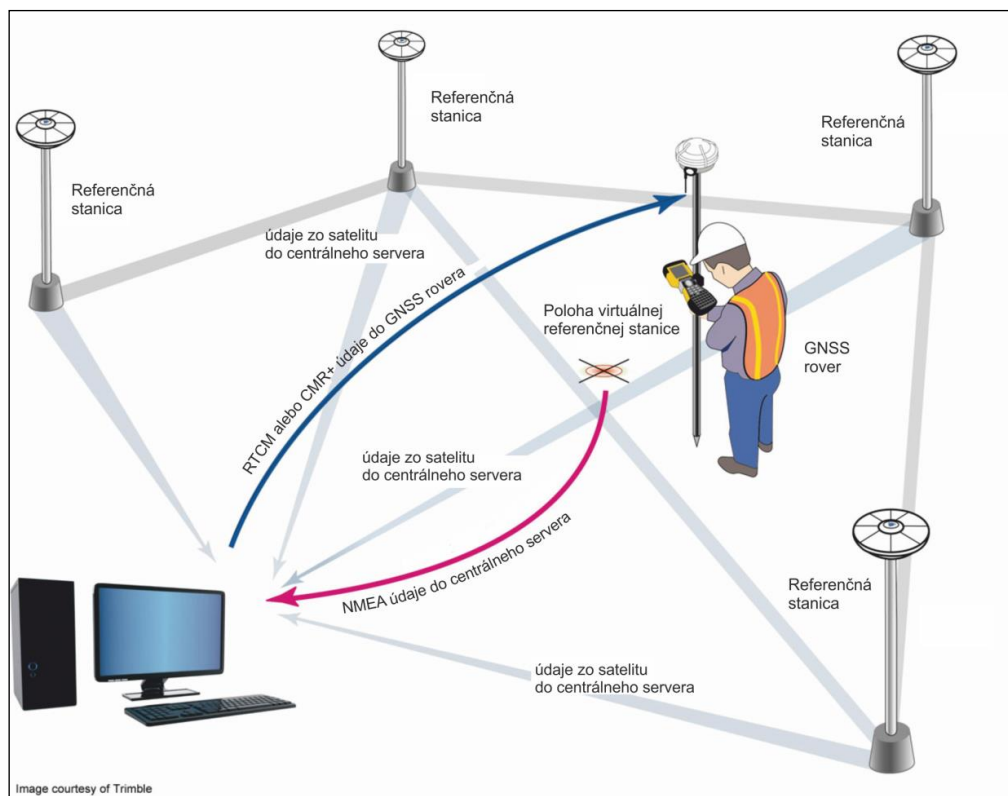 Referenčná
stanica
Referenčná
stanica
Referenčná
stanica
údaje zo satelitu
do centrálneho servera
RTCM alebo CMR+ údaje do GNSS rovera
Poloha virtuálnej
referenčnej stanice
GNSS
rover
údaje zo satelitu
do centrálneho servera
NMEA údaje do centrálneho servera
Referenčná
stanica
údaje zo satelitu
do centrálneho servera
Image courtesy of Trimble